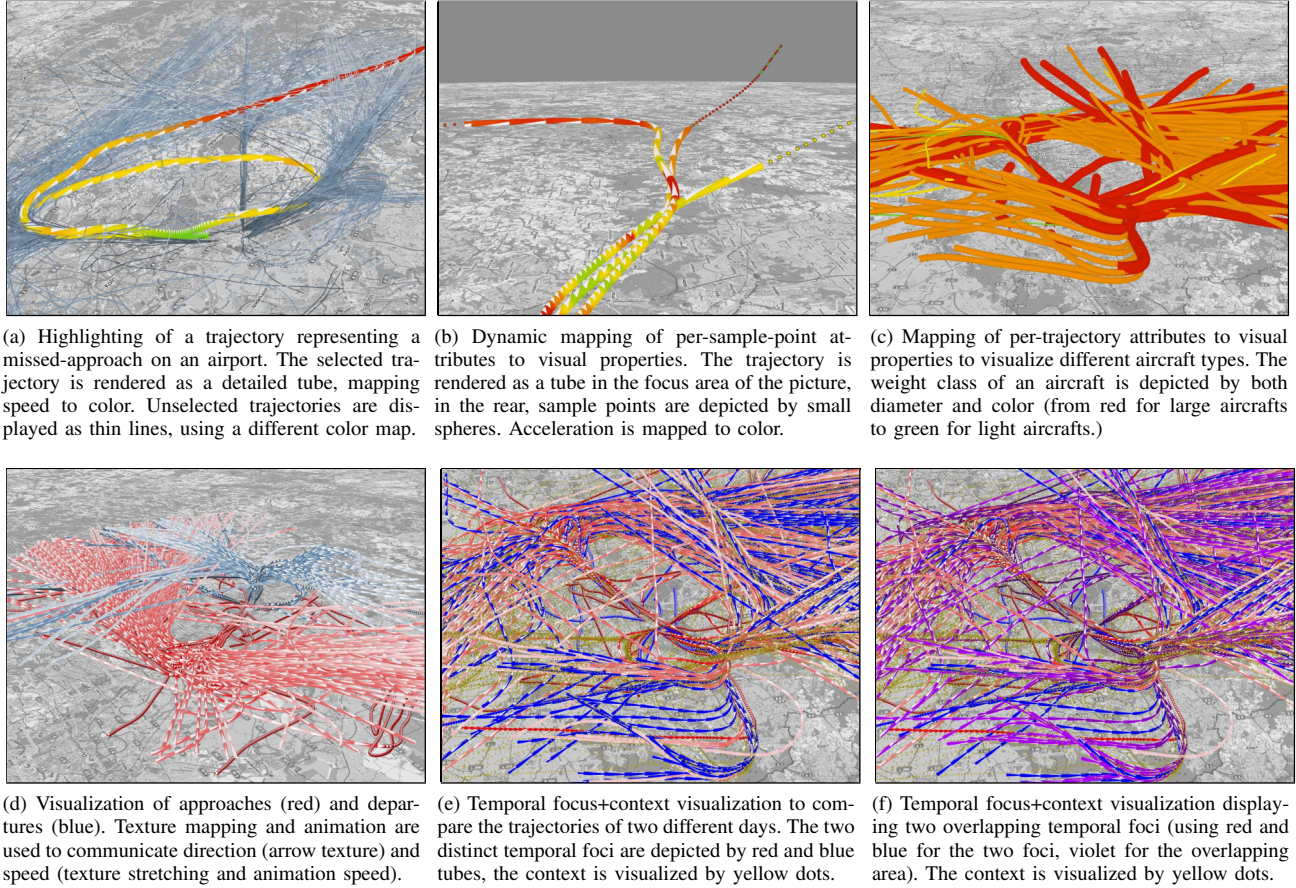 (a) Highlighting of a trajectory representing a
missed-approach on an airport. The selected tra-
jectory is rendered as a detailed tube, mapping
speed to color. Unselected trajectories are dis-
played as thin lines, using a different color map.
(b) Dynamic mapping of per-sample-point at-
tributes to visual properties. The trajectory is
rendered as a tube in the focus area of the picture,
in the rear, sample points are depicted by small
spheres. Acceleration is mapped to color.
(c) Mapping of per-trajectory attributes to visual
properties to visualize different aircraft types. The
weight class of an aircraft is depicted by both
diameter and color (from red for large aircrafts
to green for light aircrafts.)
(d) Visualization of approaches (red) and depar-
tures (blue). Texture mapping and animation are
used to communicate direction (arrow texture) and
speed (texture stretching and animation speed).
(e) Temporal focus+context visualization to com-
pare the trajectories of two different days. The two
distinct temporal foci are depicted by red and blue
tubes, the context is visualized by yellow dots.
(f) Temporal focus+context visualization display-
ing two overlapping temporal foci (using red and
blue for the two foci, violet for the overlapping
area). The context is visualized by yellow dots.